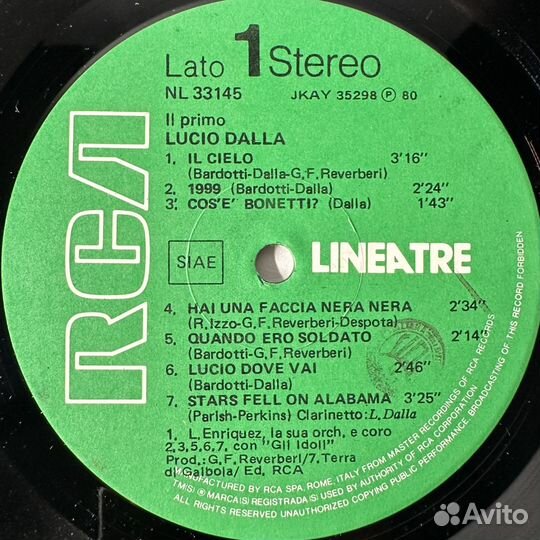 Lato 1 Stereo
NL 33145 JKAY 35298 Ⓟ 80
Il primo
LUCIO DALLA
1. IL CIELO 3'16"
(Bardotti-Dalla-G.F.Reverberi)
2. 1999 (Bardotti-Dalla) 2'24"
3. COS'E' BONETTI? (Dalla) 1'43"
RCA
SIAE
LINEATRE
4. HAI UNA FACCIA NERA NERA 2'34"
(R.Izzo-G.F.Reverberi-Despota)
5. QUANDO ERO SOLDATO 2'14"
(Bardotti-G.F.Reverberi)
6. LUCIO DOVE VAI 2'46"
(Bardotti-Dalla)
7. STARS FELL ON ALABAMA 3'25"
(Parish-Perkins) Clarinetto: L. Dalla
1. L. Enriquez, la sua orch. e coro
2,3,5,6,7, con "Gli Idoli"
Prod.: G.F.Reverberi/7. Terra
di Galbola/ Ed. RCA
MANUFACTURED BY RCA SPA, ROME, ITALY FROM MASTER RECORDINGS OF RCA RECORDS
TM(S) ® MARCA(S) REGISTRADA(S) USED BY AUTHORITY OF RCA CORPORATION
ALL RIGHTS RESERVED UNAUTHORIZED COPYING PUBLIC PERFORMANCE, BROADCASTING OF THIS RECORD FORBIDDEN
Avito